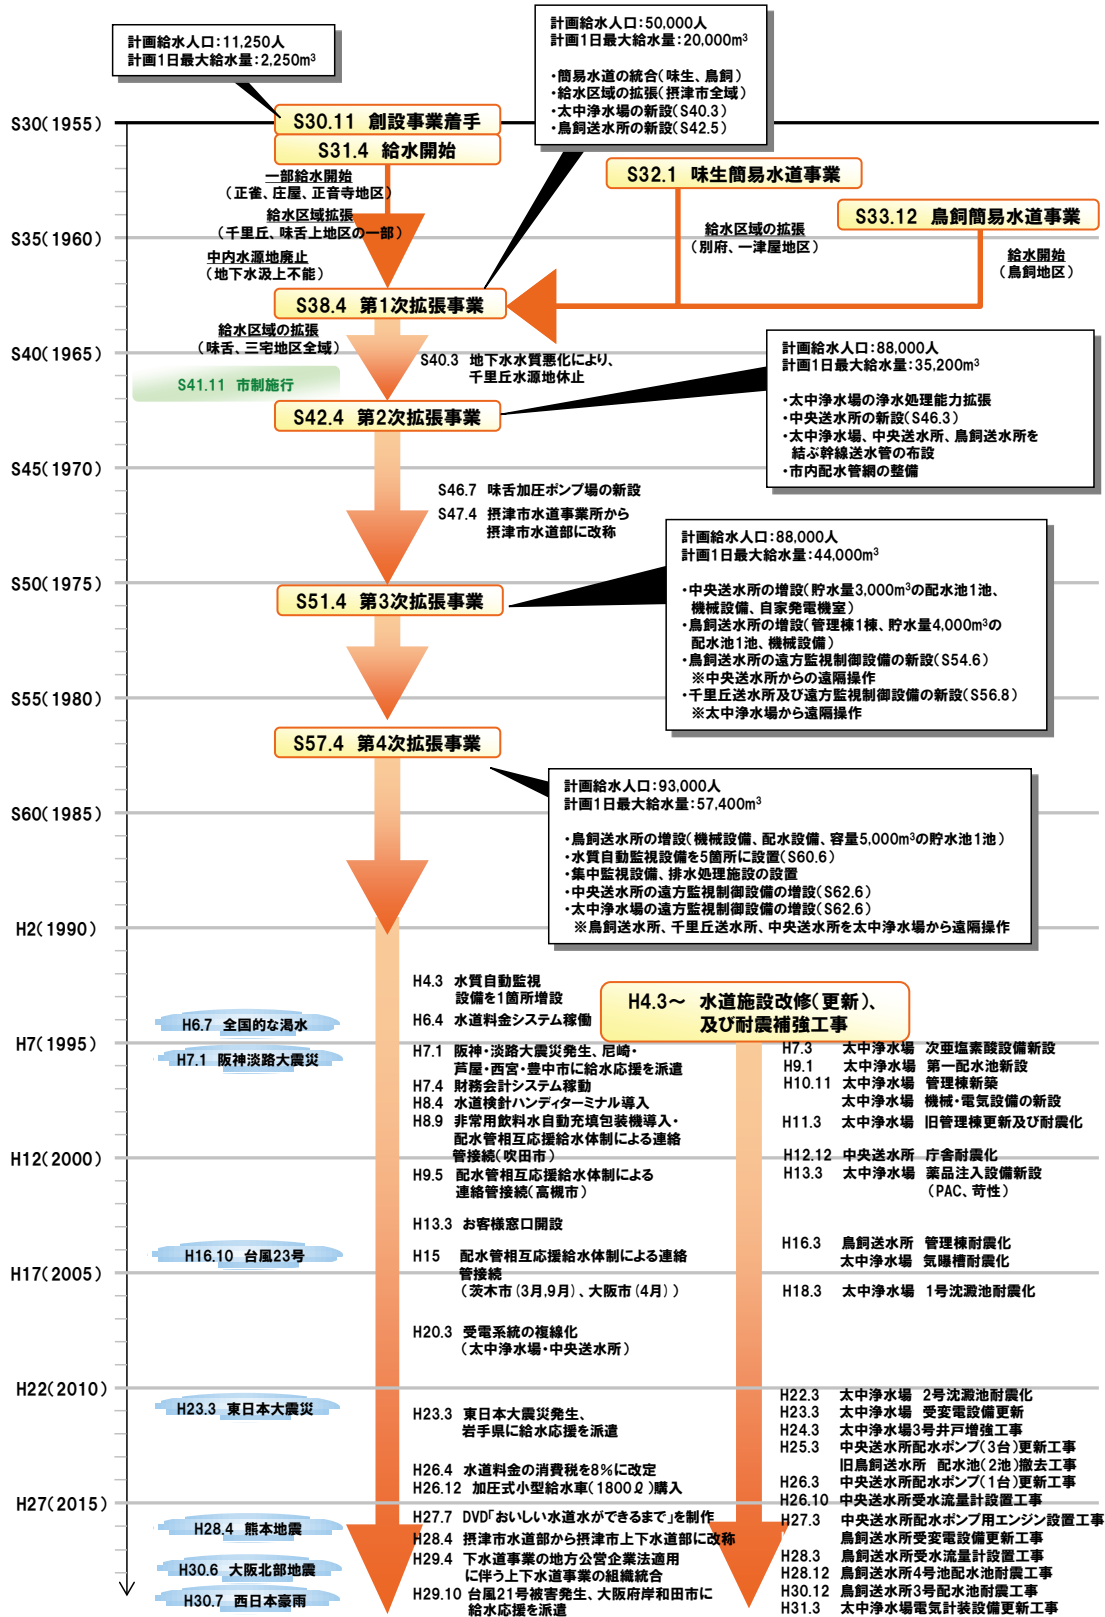 計画給水人口:11,250人
計画1日最大給水量:2,250m³
計画給水人口:50,000人
計画1日最大給水量:20,000m³
・簡易水道の統合(味生、鳥飼)
・給水区域の拡張(摂津市全域)
・太中浄水場の新設(S40.3)
・鳥飼送水所の新設(S42.5)
S30(1955)
S30.11 創設事業着手
S31.4 給水開始
一部給水開始
(正雀、庄屋、正音寺地区)
給水区域拡張
(千里丘、味舌上地区の一部)
S32.1 味生簡易水道事業
S33.12 鳥飼簡易水道事業
給水区域の拡張
(別府、一津屋地区)
給水開始
(鳥飼地区)
S35(1960)
中内水源地廃止
(地下水汲上不能)
S38.4 第1次拡張事業
給水区域の拡張
(味舌、三宅地区全域)
S40(1965)
S40.3 地下水水質悪化により、
千里丘水源地休止
S41.11 市制施行
計画給水人口:88,000人
計画1日最大給水量:35,200m³
・太中浄水場の浄水処理能力拡張
・中央送水所の新設(S46.3)
・太中浄水場、中央送水所、鳥飼送水所を
結ぶ幹線送水管の布設
・市内配水管網の整備
S42.4 第2次拡張事業
S45(1970)
S46.7 味舌加圧ポンプ場の新設
S47.4 摂津市水道事業所から
摂津市水道部に改称
計画給水人口:88,000人
計画1日最大給水量:44,000m³
・中央送水所の増設(貯水量3,000m³の配水池1池、
機械設備、自家発電機室)
・鳥飼送水所の増設(管理棟1棟、貯水量4,000m³の
配水池1池、機械設備)
・鳥飼送水所の遠方監視制御設備の新設(S54.6)
※中央送水所からの遠隔操作
・千里丘送水所及び遠方監視制御設備の新設(S56.8)
※太中浄水場から遠隔操作
S50(1975)
S51.4 第3次拡張事業
S55(1980)
S57.4 第4次拡張事業
計画給水人口:93,000人
計画1日最大給水量:57,400m³
・鳥飼送水所の増設(機械設備、配水設備、容量5,000m³の貯水池1池)
・水質自動監視設備を5箇所に設置(S60.6)
・集中監視設備、排水処理施設の設置
・中央送水所の遠方監視制御設備の増設(S62.6)
・太中浄水場の遠方監視制御設備の増設(S62.6)
※鳥飼送水所、千里丘送水所、中央送水所を太中浄水場から遠隔操作
S60(1985)
H2(1990)
H4.3 水質自動監視
設備を1箇所増設
H4.3～ 水道施設改修(更新)、
及び耐震補強工事
H6.7 全国的な渇水
H6.4 水道料金システム稼働
H7(1995)
H7.1 阪神淡路大震災
H7.1 阪神・淡路大震災発生、尼崎・
芦屋・西宮・豊中市に給水応援を派遣
H7.4 財務会計システム稼動
H8.4 水道検針ハンディターミナル導入
H8.9 非常用飲料水自動充填包装機導入・
配水管相互応援給水体制による連絡
管接続(吹田市)
H9.5 配水管相互応援給水体制による
連絡管接続(高槻市)
H7.3 太中浄水場 次亜塩素酸設備新設
H9.1 太中浄水場 第一配水池新設
H10.11 太中浄水場 管理棟新築
太中浄水場 機械・電気設備の新設
H11.3 太中浄水場 旧管理棟更新及び耐震化
H12.12 中央送水所 庁舎耐震化
H13.3 太中浄水場 薬品注入設備新設
(PAC、苛性)
H12(2000)
H13.3 お客様窓口開設
H16.10 台風23号
H15 配水管相互応援給水体制による連絡
管接続
(茨木市(3月,9月)、大阪市(4月))
H16.3 鳥飼送水所 管理棟耐震化
太中浄水場 気曝槽耐震化
H17(2005)
H18.3 太中浄水場 1号沈澱池耐震化
H20.3 受電系統の複線化
(太中浄水場・中央送水所)
H22(2010)
H23.3 東日本大震災
H23.3 東日本大震災発生、
岩手県に給水応援を派遣
H26.4 水道料金の消費税を8%に改定
H26.12 加圧式小型給水車(1800ℓ)購入
H22.3 太中浄水場 2号沈澱池耐震化
H23.3 太中浄水場 受変電設備更新
H24.3 太中浄水場3号井戸増強工事
H25.3 中央送水所配水ポンプ(3台)更新工事
旧鳥飼送水所 配水池(2池)撤去工事
H26.3 中央送水所配水ポンプ(1台)更新工事
H26.10 中央送水所受水流量計設置工事
H27.3 中央送水所配水ポンプ用エンジン設置工事
鳥飼送水所受変電設備更新工事
H28.3 鳥飼送水所受水流量計設置工事
H28.12 鳥飼送水所4号池配水池耐震工事
H30.12 鳥飼送水所3号配水池耐震工事
H31.3 太中浄水場電気計装設備更新工事
H27(2015)
H27.7 DVD「おいしい水道水ができるまで」を制作
H28.4 摂津市水道部から摂津市上下水道部に改称
H29.4 下水道事業の地方公営企業法適用
に伴う上下水道事業の組織統合
H29.10 台風21号被害発生、大阪府岸和田市に
給水応援を派遣
H28.4 熊本地震
H30.6 大阪北部地震
H30.7 西日本豪雨